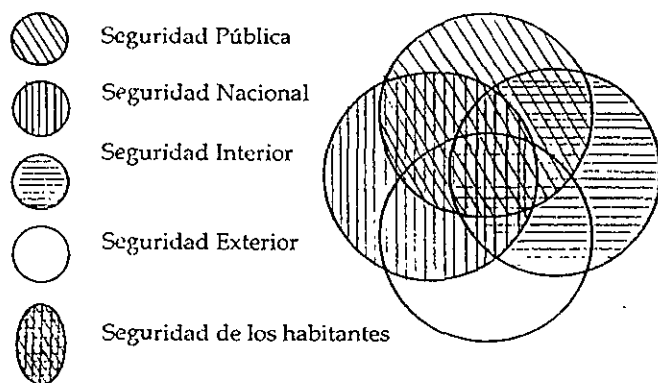 Seguridad Pública
Seguridad Nacional
Seguridad Interior
Seguridad Exterior
Seguridad de los habitantes